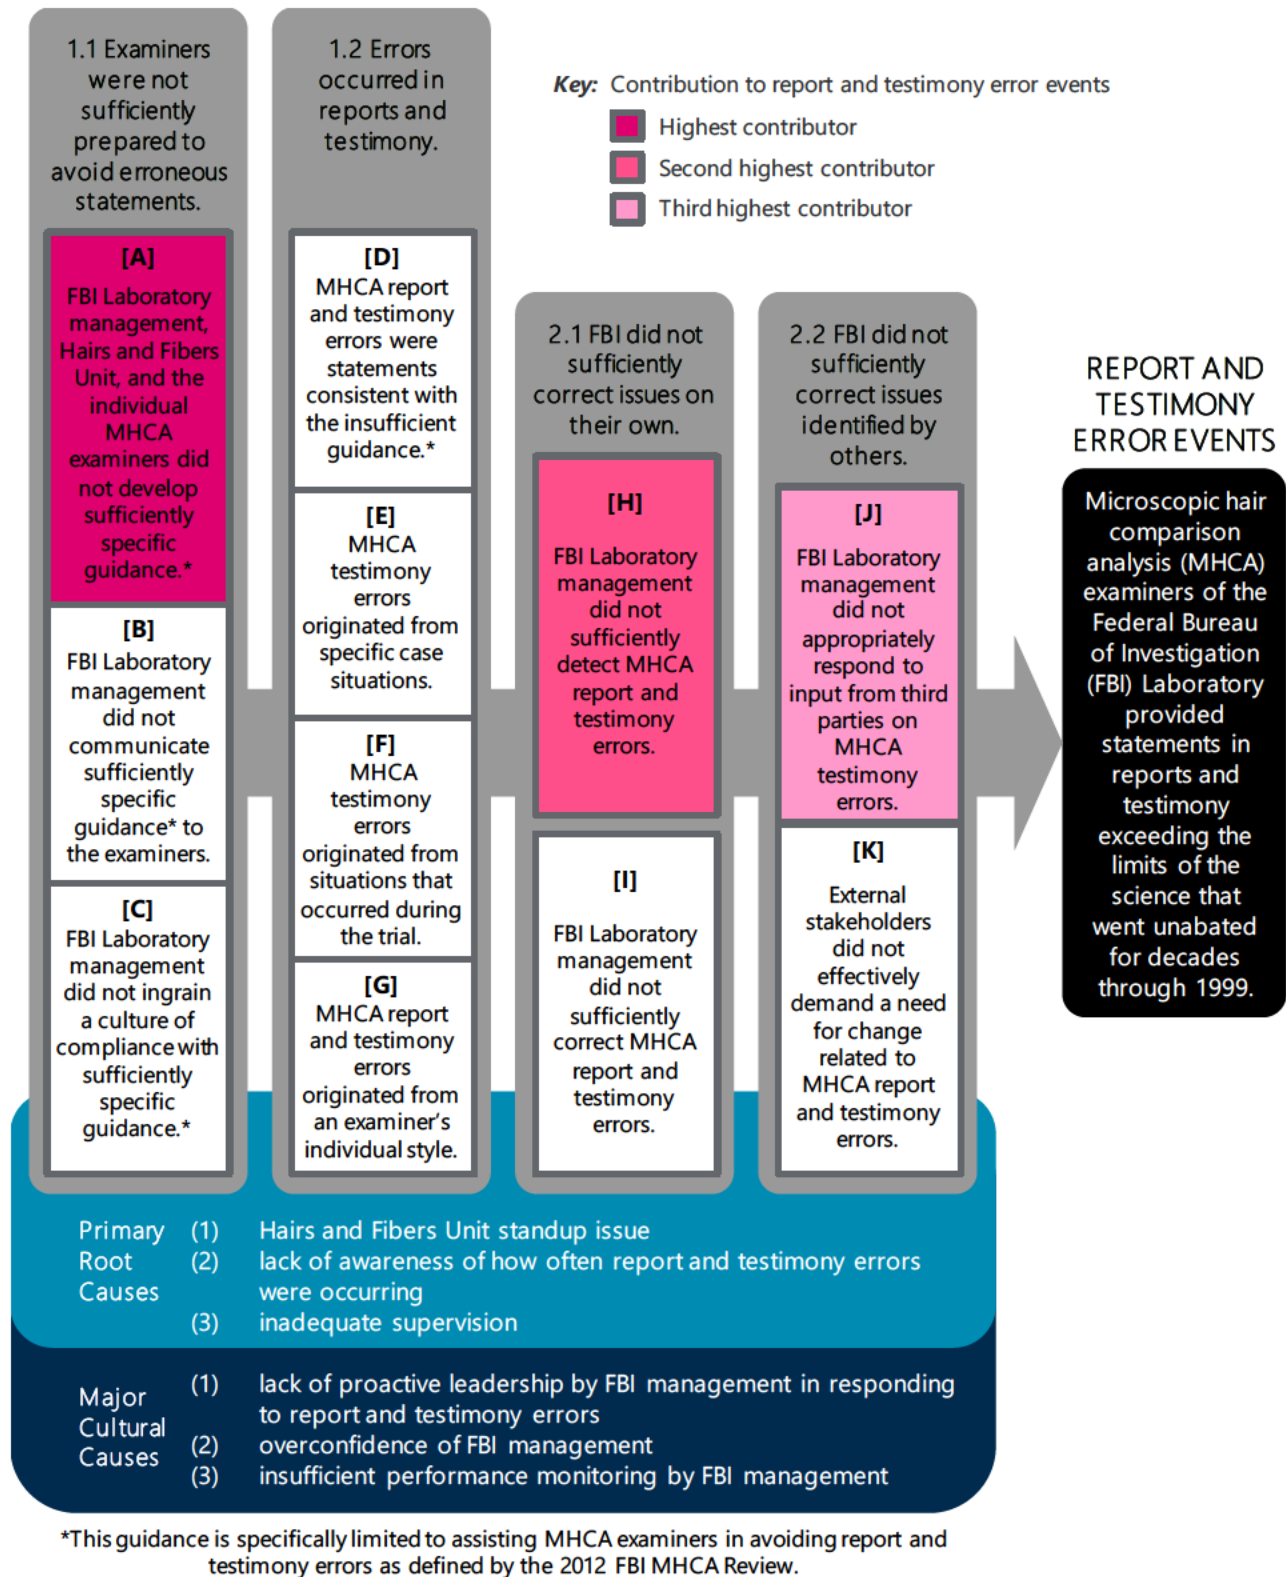 1.1 Examiners
were not
sufficiently
prepared to
avoid erroneous
statements.
[A]
FBI Laboratory
management,
Hairs and Fibers
Unit, and the
individual
MHCA
examiners did
not develop
sufficiently
specific
guidance.*
[B]
FBI Laboratory
management
did not
communicate
sufficiently
specific
guidance* to
the examiners.
[C]
FBI Laboratory
management
did not ingrain
a culture of
compliance with
sufficiently
specific
guidance.*
1.2 Errors
occurred in
reports and
testimony.
[D]
MHCA report
and testimony
errors were
statements
consistent with
the insufficient
guidance.*
[E]
MHCA
testimony
errors
originated from
specific case
situations.
[F]
MHCA
testimony
errors
originated from
situations that
occurred during
the trial.
[G]
MHCA report
and testimony
errors
originated from
an examiner's
individual style.
Key: Contribution to report and testimony error events
Highest contributor
Second highest contributor
Third highest contributor
2.1 FBI did not
sufficiently
correct issues on
their own.
[H]
FBI Laboratory
management
did not
sufficiently
detect MHCA
report and
testimony
errors.
[I]
FBI Laboratory
management
did not
sufficiently
correct MHCA
report and
testimony
errors.
2.2 FBI did not
sufficiently
correct issues
identified by
others.
[J]
FBI Laboratory
management
did not
appropriately
respond to
input from third
parties on
MHCA
testimony
errors.
[K]
External
stakeholders
did not
effectively
demand a need
for change
related to
MHCA report
and testimony
errors.
REPORT AND
TESTIMONY
ERROR EVENTS
Microscopic hair
comparison
analysis (MHCA)
examiners of the
Federal Bureau
of Investigation
(FBI) Laboratory
provided
statements in
reports and
testimony
exceeding the
limits of the
science that
went unabated
for decades
through 1999.
Primary
Root
Causes
(1) Hairs and Fibers Unit standup issue
(2) lack of awareness of how often report and testimony errors
were occurring
(3) inadequate supervision
Major
Cultural
Causes
(1) lack of proactive leadership by FBI management in responding
to report and testimony errors
(2) overconfidence of FBI management
(3) insufficient performance monitoring by FBI management
*This guidance is specifically limited to assisting MHCA examiners in avoiding report and
testimony errors as defined by the 2012 FBI MHCA Review.